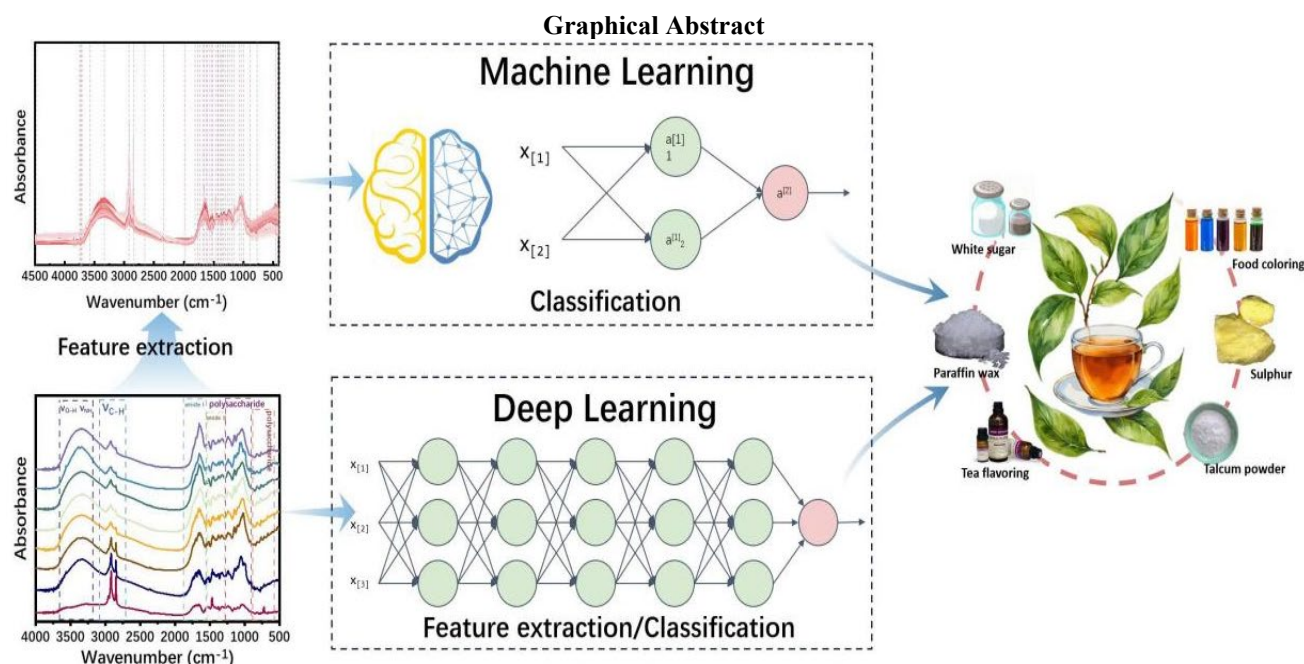 Graphical Abstract
Absorbance
4500 4000 3500 3000 2500 2000 1500 1000 500
Wavenumber (cm-1)
Feature extraction
νO-H νNH
νC-H
amide I
polysaccharide
polysaccharide
Absorbance
4000 3500 3000 2500 2000 1500 1000 500
Wavenumber (cm-1)
Machine Learning
x[1]
x[2]
a[1]
1
a[1]2
a[2]
Classification
Deep Learning
x[1]
x[2]
x[3]
Feature extraction/Classification
White sugar
Food coloring
Paraffin wax
Sulphur
Tea flavoring
Talcum powder